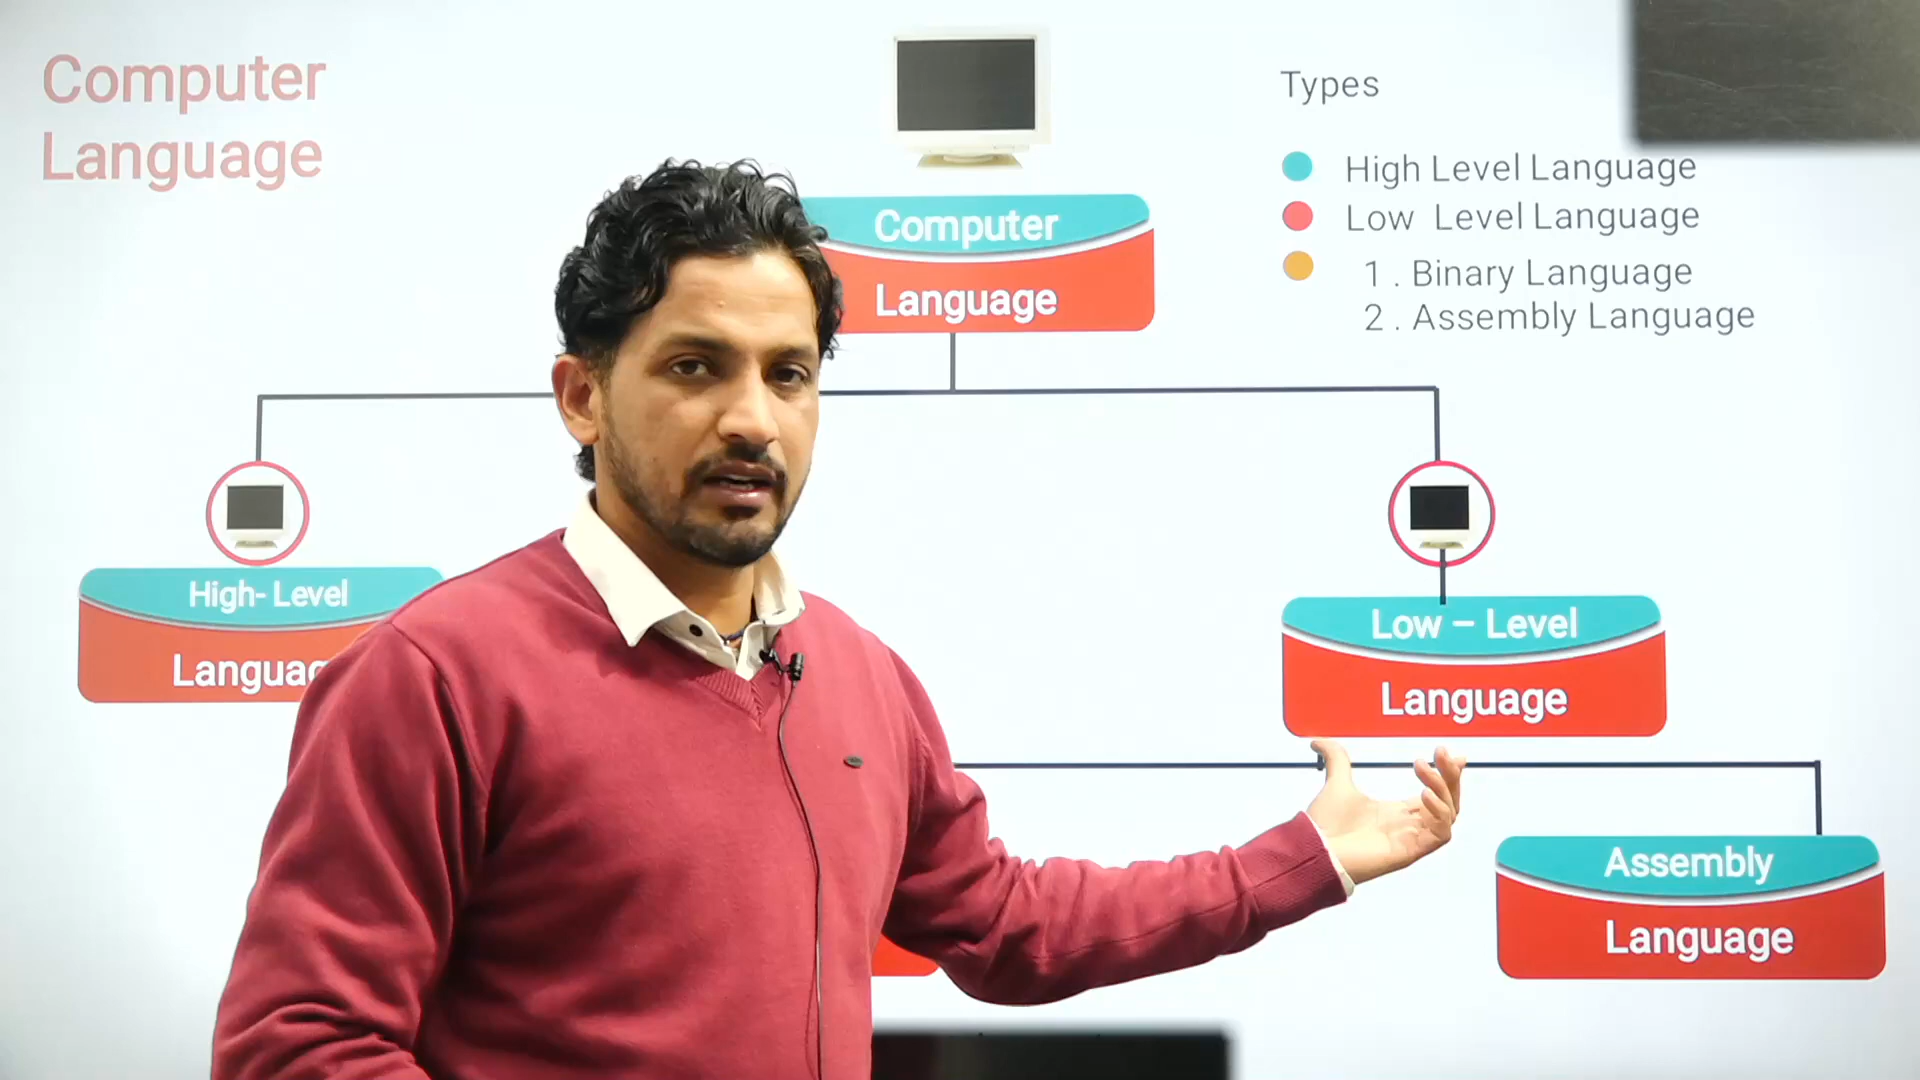 Computer
Language
Types
High Level Language
Low Level Language
1 . Binary Language
2 . Assembly Language
Computer
Language
High- Level
Low – Level
Language
Assembly
Language